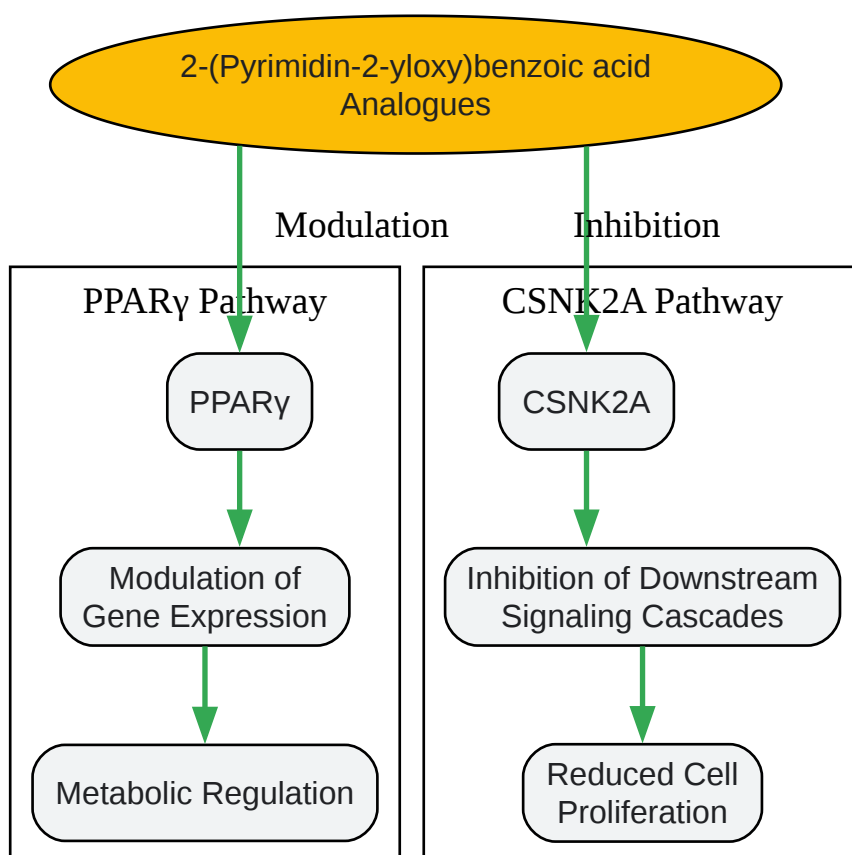 2-(Pyrimidin-2-yloxy)benzoic acid
Analogues
Modulation
Inhibition
PPARγ Pathway
CSNK2A Pathway
PPARγ
CSNK2A
Modulation of
Gene Expression
Inhibition of Downstream
Signaling Cascades
Metabolic Regulation
Reduced Cell
Proliferation